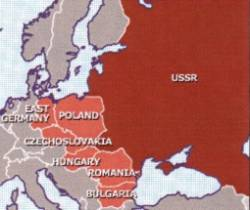 USSR
EAST
GERMANY
POLAND
CZECHOSLOVAKIA
HUNGARY
ROMANIA
BULGARIA